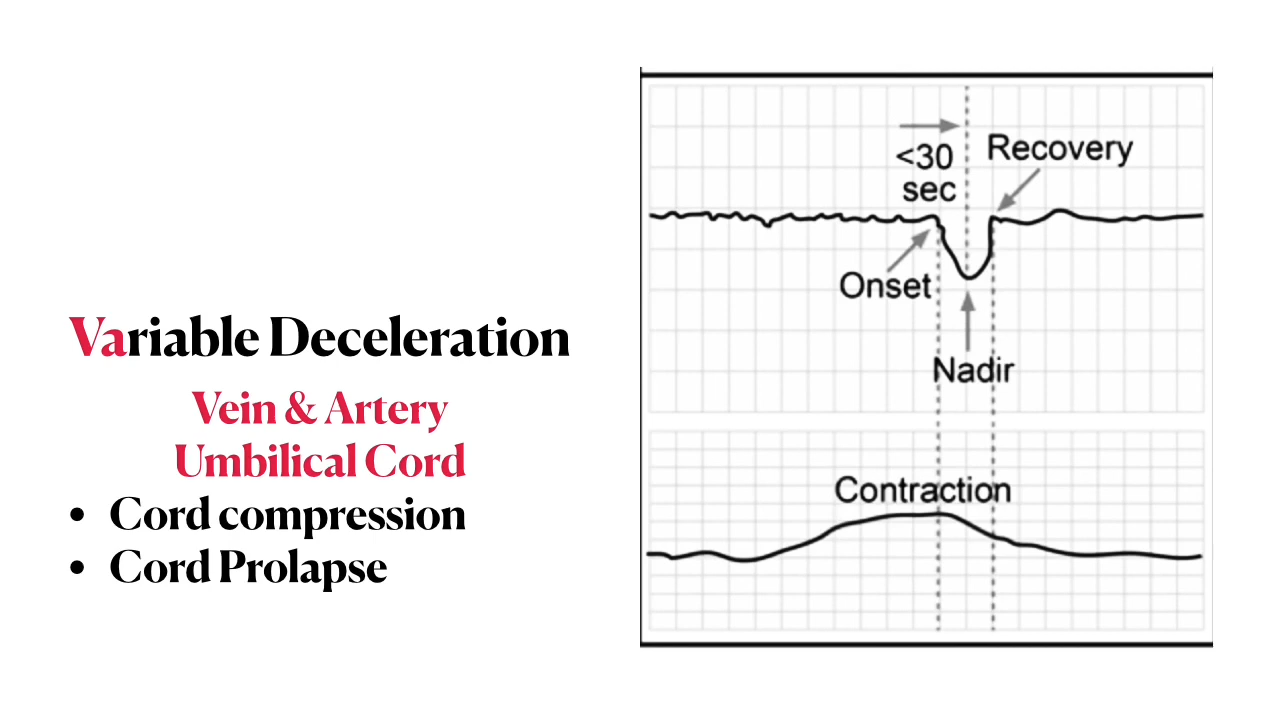 Variable Deceleration
Vein & Artery
Umbilical Cord
• Cord compression
• Cord Prolapse
<30
sec
Recovery
Onset
Nadir
Contraction